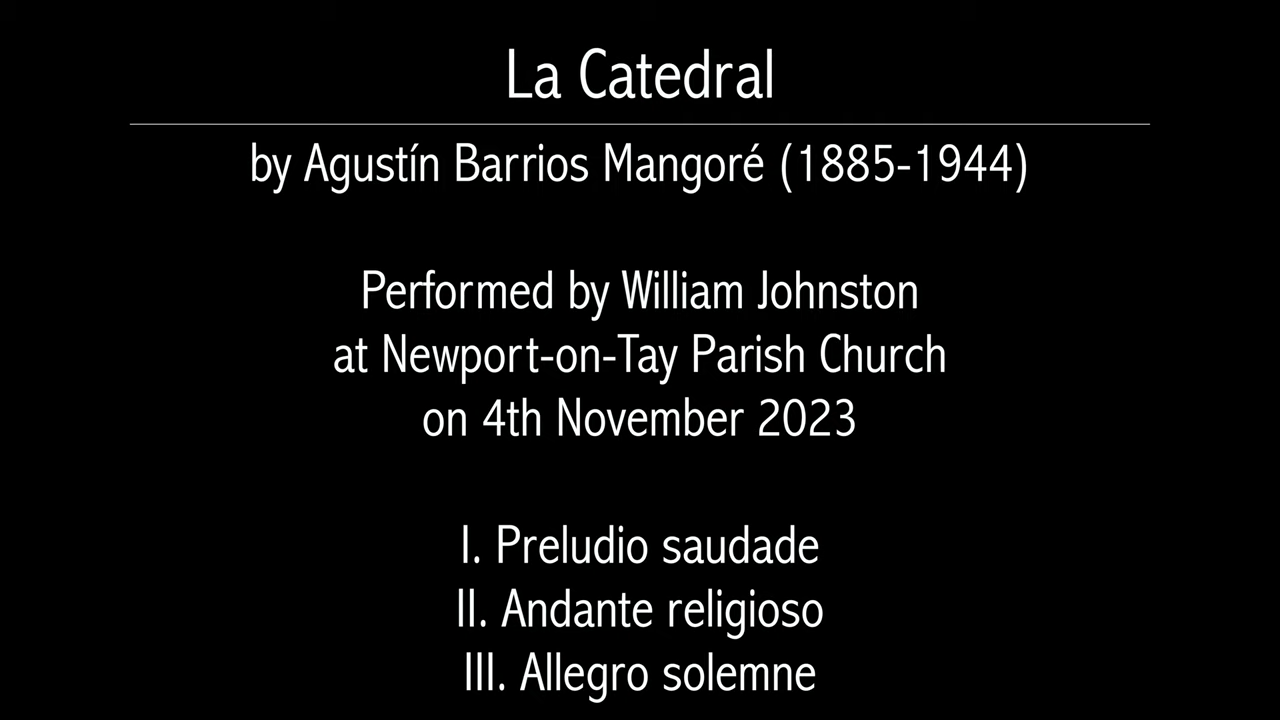 La Catedral
by Agustín Barrios Mangoré (1885-1944)
Performed by William Johnston
at Newport-on-Tay Parish Church
on 4th November 2023
I. Preludio saudade
II. Andante religioso
III. Allegro solemne